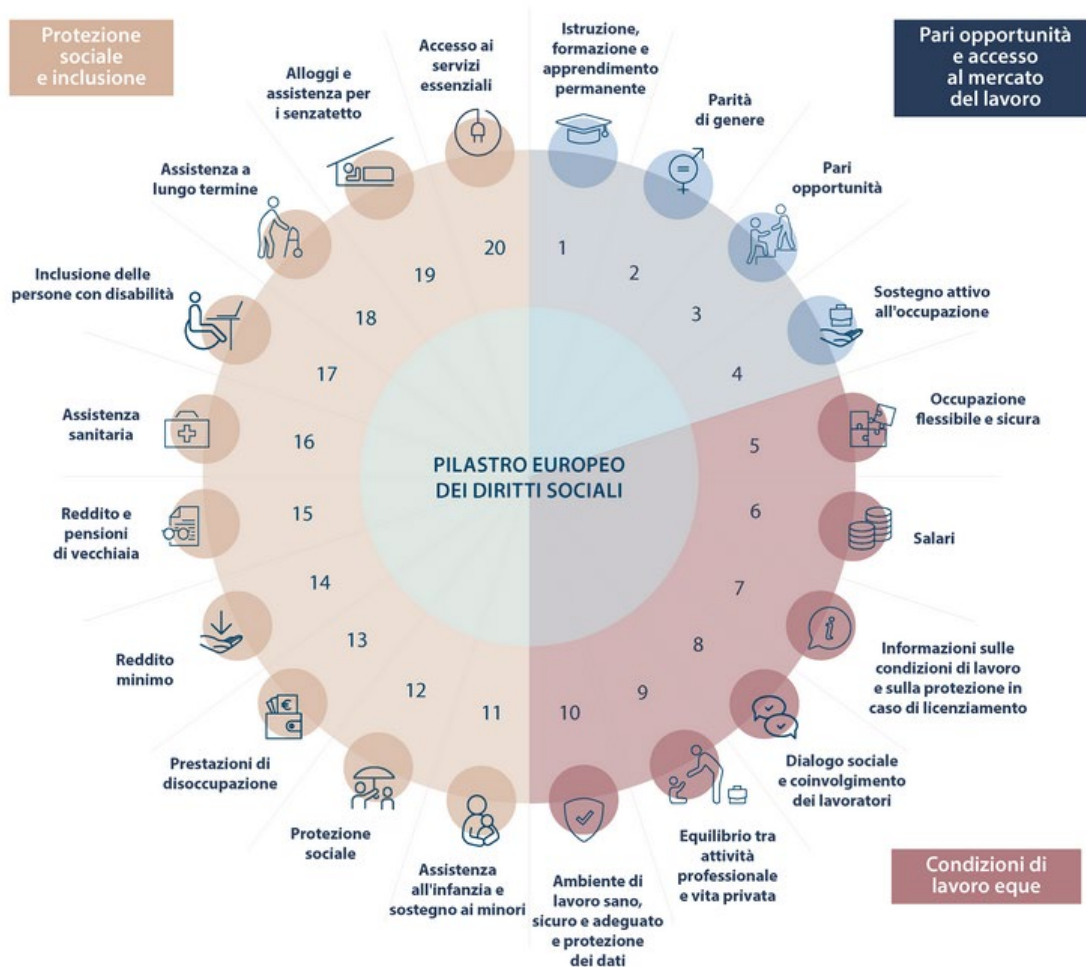 Protezione
sociale
e inclusione
Pari opportunità
e accesso
al mercato
del lavoro
Condizioni di
lavoro eque
PILASTRO EUROPEO
DEI DIRITTI SOCIALI
1
Istruzione,
formazione e
apprendimento
permanente
2
Parità
di genere
3
Pari
opportunità
4
Sostegno attivo
all'occupazione
5
Occupazione
flessibile e sicura
6
Salari
7
Informazioni sulle
condizioni di lavoro
e sulla protezione in
caso di licenziamento
8
Dialogo sociale
e coinvolgimento
dei lavoratori
9
Equilibrio tra
attività
professionale
e vita privata
10
Ambiente di
lavoro sano,
sicuro e adeguato
e protezione
dei dati
11
Assistenza
all'infanzia e
sostegno ai minori
12
Protezione
sociale
13
Prestazioni di
disoccupazione
14
Reddito
minimo
15
Reddito e
pensioni
di vecchiaia
16
Assistenza
sanitaria
17
Inclusione delle
persone con disabilità
18
Assistenza a
lungo termine
19
Alloggi e
assistenza per
i senzatetto
20
Accesso ai
servizi
essenziali
€
i